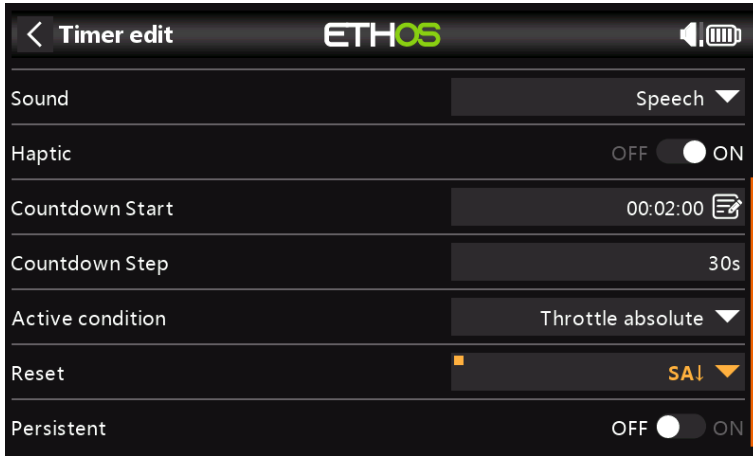 Timer edit ETHOS
Sound Speech
Haptic OFF ON
Countdown Start 00:02:00
Countdown Step 30s
Active condition Throttle absolute
Reset SA↓
Persistent OFF ON